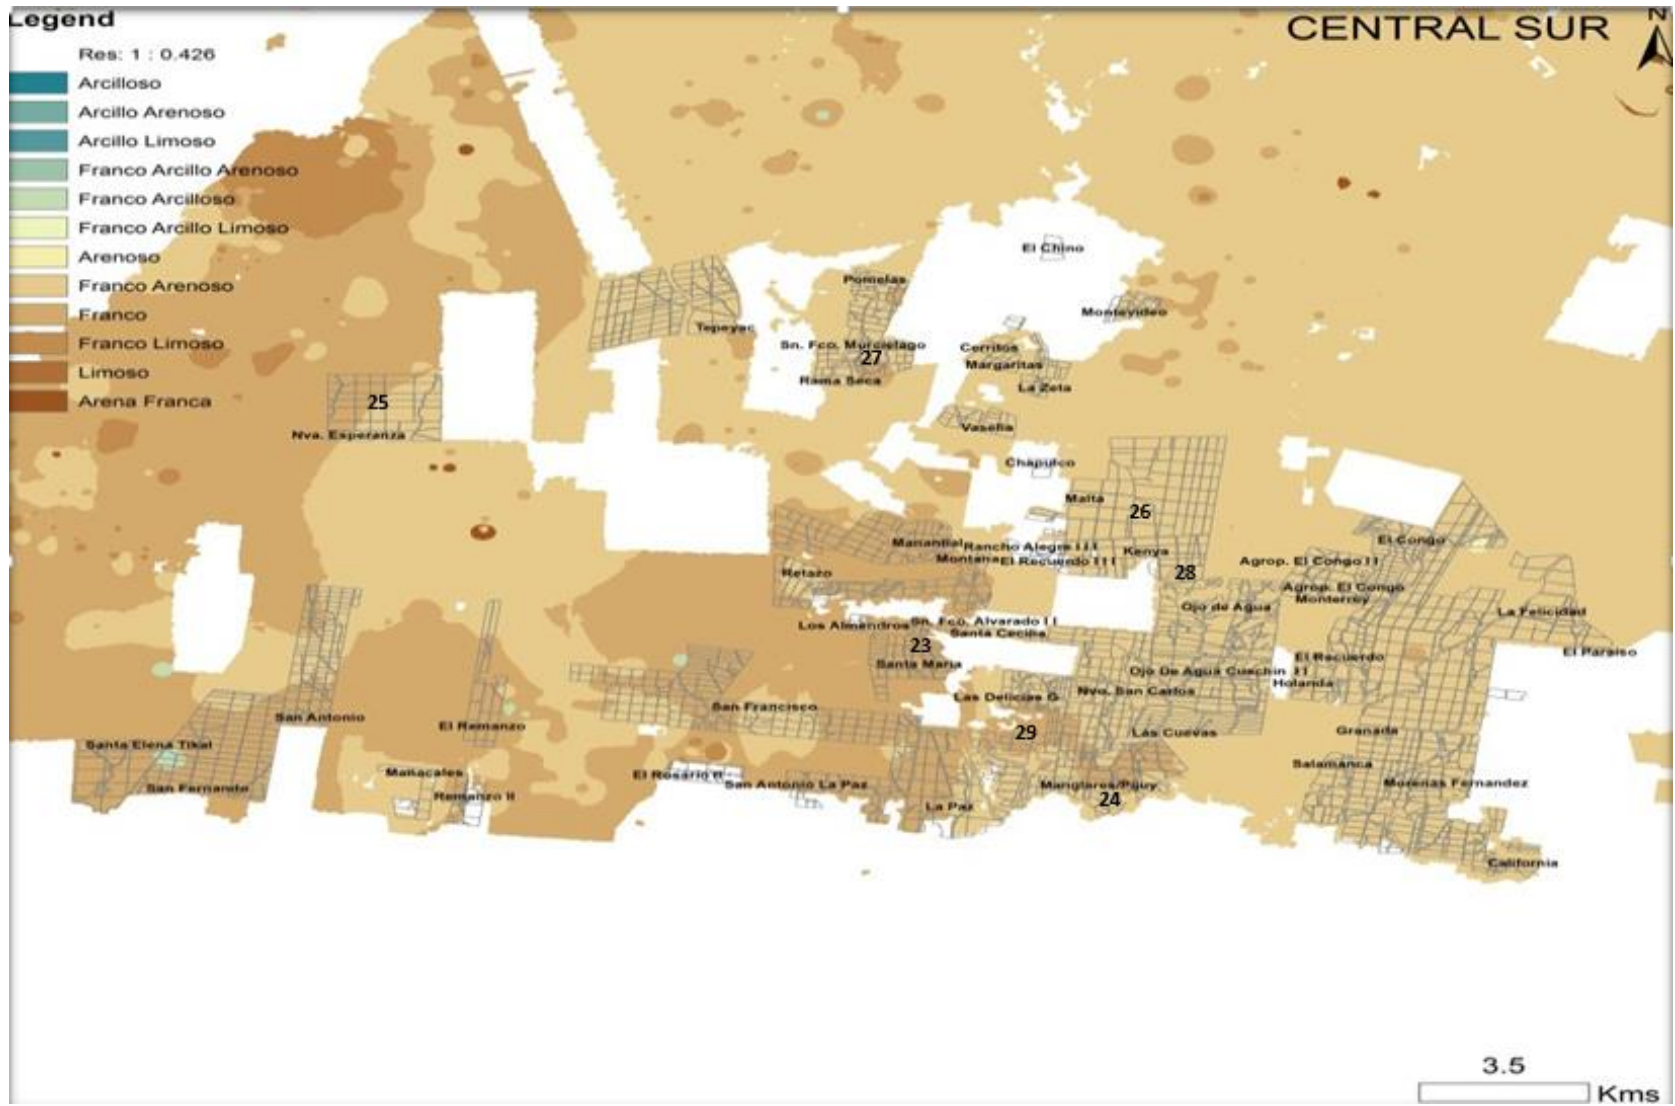 Legend
CENTRAL SUR
N
Res: 1 : 0.426
Arcilloso
Arcillo Arenoso
Arcillo Limoso
Franco Arcillo Arenoso
Franco Arcilloso
Franco Arcillo Limoso
Arenoso
Franco Arenoso
Franco
Franco Limoso
Limoso
Arena Franca
El Chino
Pomelas
Montevideo
Tepeyac
Sn. Fco. Murcielago
27
Cerritos
Margaritas
Rama Seca
La Zeta
25
Nva. Esperanza
Vasella
Chapulco
Malta
26
Manantial
Rancho Alegre III
Montana
El Recuerdo III
Kenya
El Congo
Agrop. El Congo II
Retazo
28
Agrop. El Congo
Monterrey
Ojo de Agua
La Felicidad
Los Almendros
Sn. Fco. Alvarado II
Santa Cecilia
23
Santa Maria
El Recuerdo
El Paraiso
Ojo De Agua Cuachin II
Holanda
Las Delicias G
Nvo. San Carlos
San Francisco
San Antonio
El Remanzo
29
Las Cuevas
Granada
Santa Elena Tikal
Salamanca
San Fernando
Manacales
Remanzo II
El Rosario R
San Antonio La Paz
Manglares/Pijuy
24
Morenas Fernandez
La Paz
California
3.5
Kms